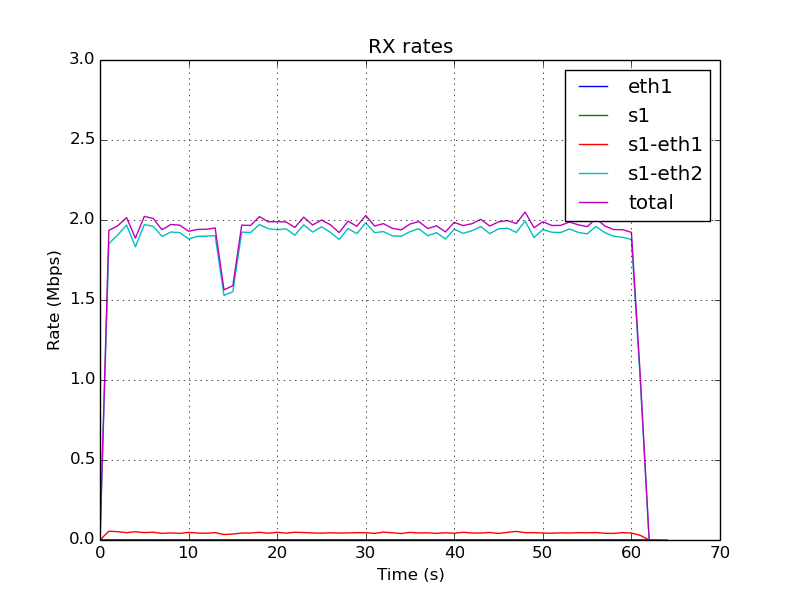 RX rates
3.0
2.5
2.0
1.5
1.0
0.5
0.0
Rate (Mbps)
eth1
s1
s1-eth1
s1-eth2
total
0 10 20 30 40 50 60 70
Time (s)